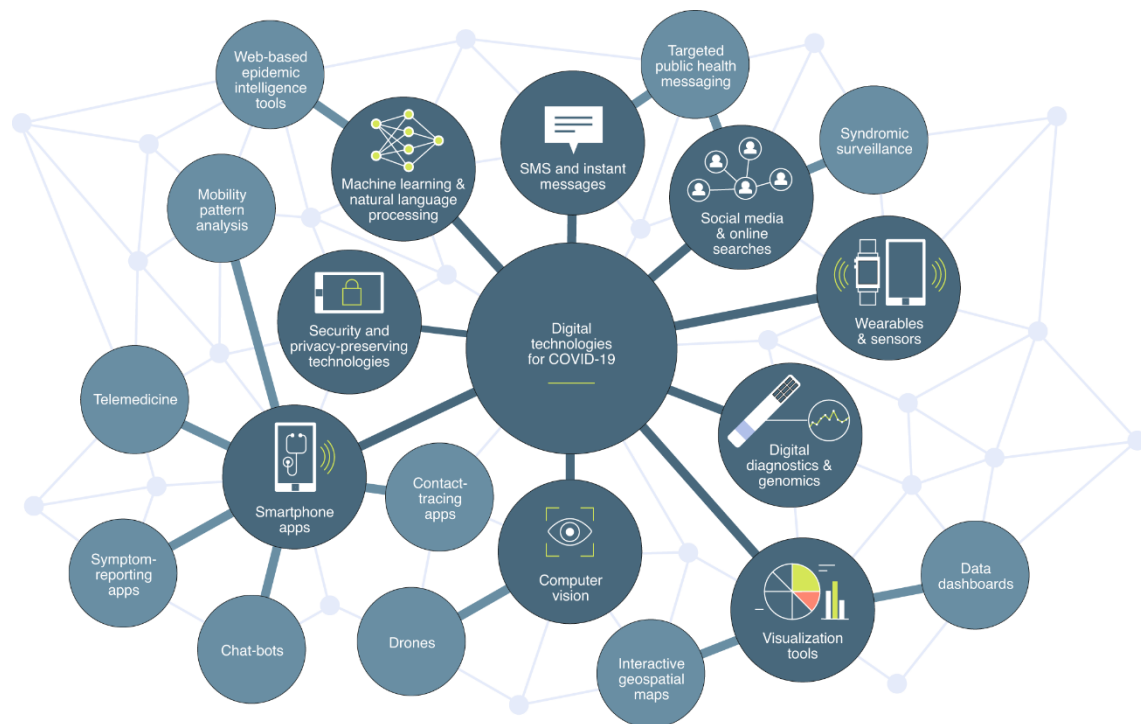 Web-based
epidemic
intelligence
tools
Targeted
public health
messaging
SMS and instant
messages
Syndromic
surveillance
Machine learning &
natural language
processing
Mobility
pattern
analysis
Social media
& online
searches
Security and
privacy-preserving
technologies
Digital
technologies
for COVID-19
Wearables
& sensors
Telemedicine
Digital
diagnostics &
genomics
Smartphone
apps
Contact-
tracing
apps
Symptom-
reporting
apps
Computer
vision
Data
dashboards
Chat-bots
Drones
Visualization
tools
Interactive
geospatial
maps